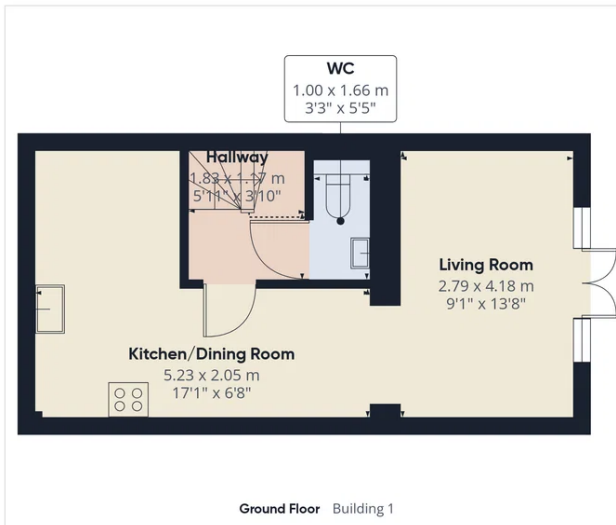 WC
1.00 x 1.66 m
3'3" x 5'5"
Hallway
1.83 x 1.17 m
5'11" x 3'10"
Living Room
2.79 x 4.18 m
9'1" x 13'8"
Kitchen/Dining Room
5.23 x 2.05 m
17'1" x 6'8"
Ground Floor Building 1